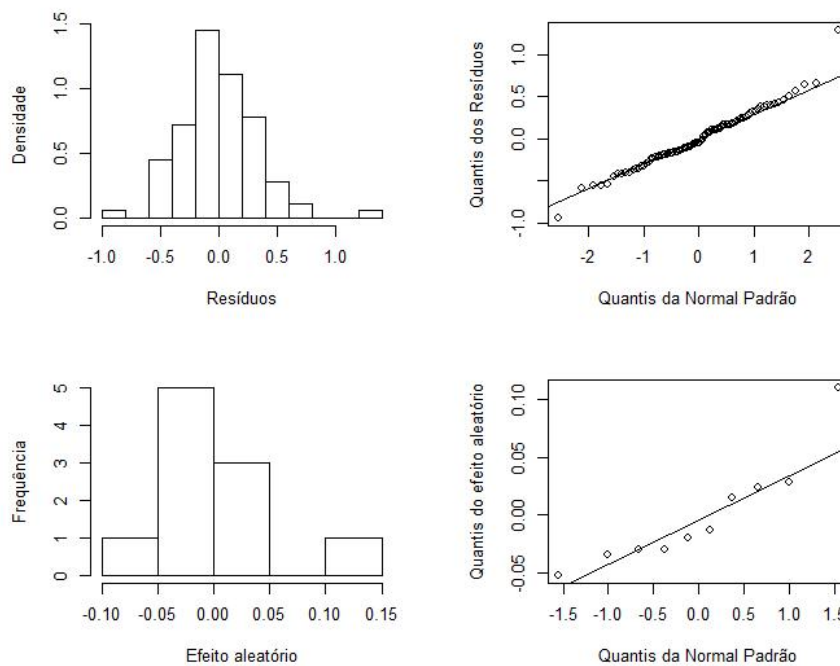 Densidade
0.0 0.5 1.0 1.5
-1.0 -0.5 0.0 0.5 1.0
Resíduos
Quantis dos Resíduos
-1.0 0.0 0.5 1.0
-2 -1 0 1 2
Quantis da Normal Padrão
Frequência
0 1 2 3 4 5
-0.10 -0.05 0.00 0.05 0.10 0.15
Efeito aleatório
Quantis do efeito aleatório
-0.05 0.00 0.05 0.10
-1.5 -1.0 -0.5 0.0 0.5 1.0 1.5
Quantis da Normal Padrão